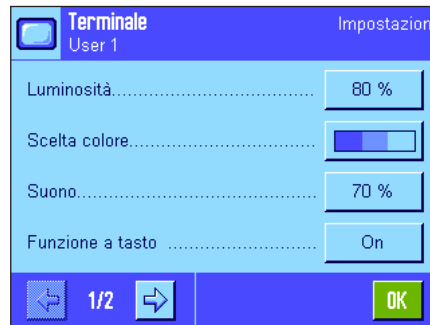 Terminale
Impostazion
User 1
Luminosità.................................... 80 %
Scelta colore.................................
Suono.......................................... 70 %
Funzione a tasto .......................... On
1/2
OK